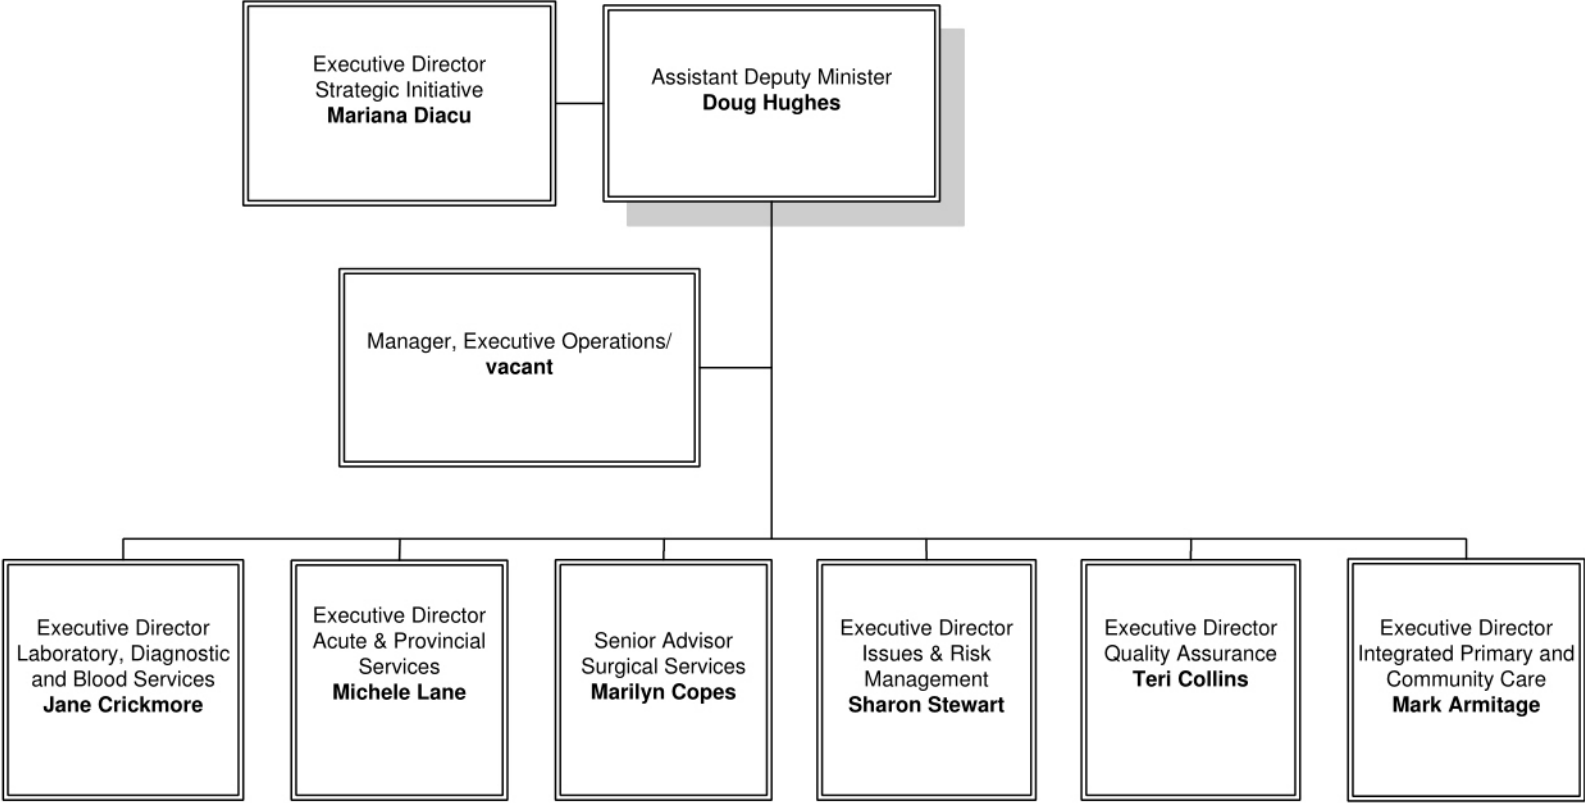 Executive Director
Strategic Initiative
Mariana Diacu
Assistant Deputy Minister
Doug Hughes
Manager, Executive Operations/
vacant
Executive Director
Laboratory, Diagnostic
and Blood Services
Jane Crickmore
Executive Director
Acute & Provincial
Services
Michele Lane
Senior Advisor
Surgical Services
Marilyn Copes
Executive Director
Issues & Risk
Management
Sharon Stewart
Executive Director
Quality Assurance
Teri Collins
Executive Director
Integrated Primary and
Community Care
Mark Armitage